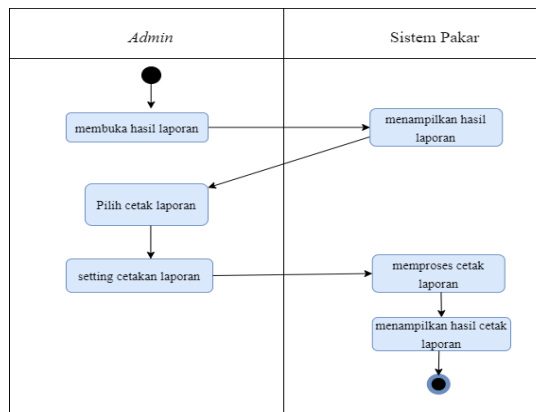 Admin
Sistem Pakar
membuka hasil laporan
menampilkan hasil
laporan
Pilih cetak laporan
setting cetakan laporan
memproses cetak
laporan
menampilkan hasil cetak
laporan